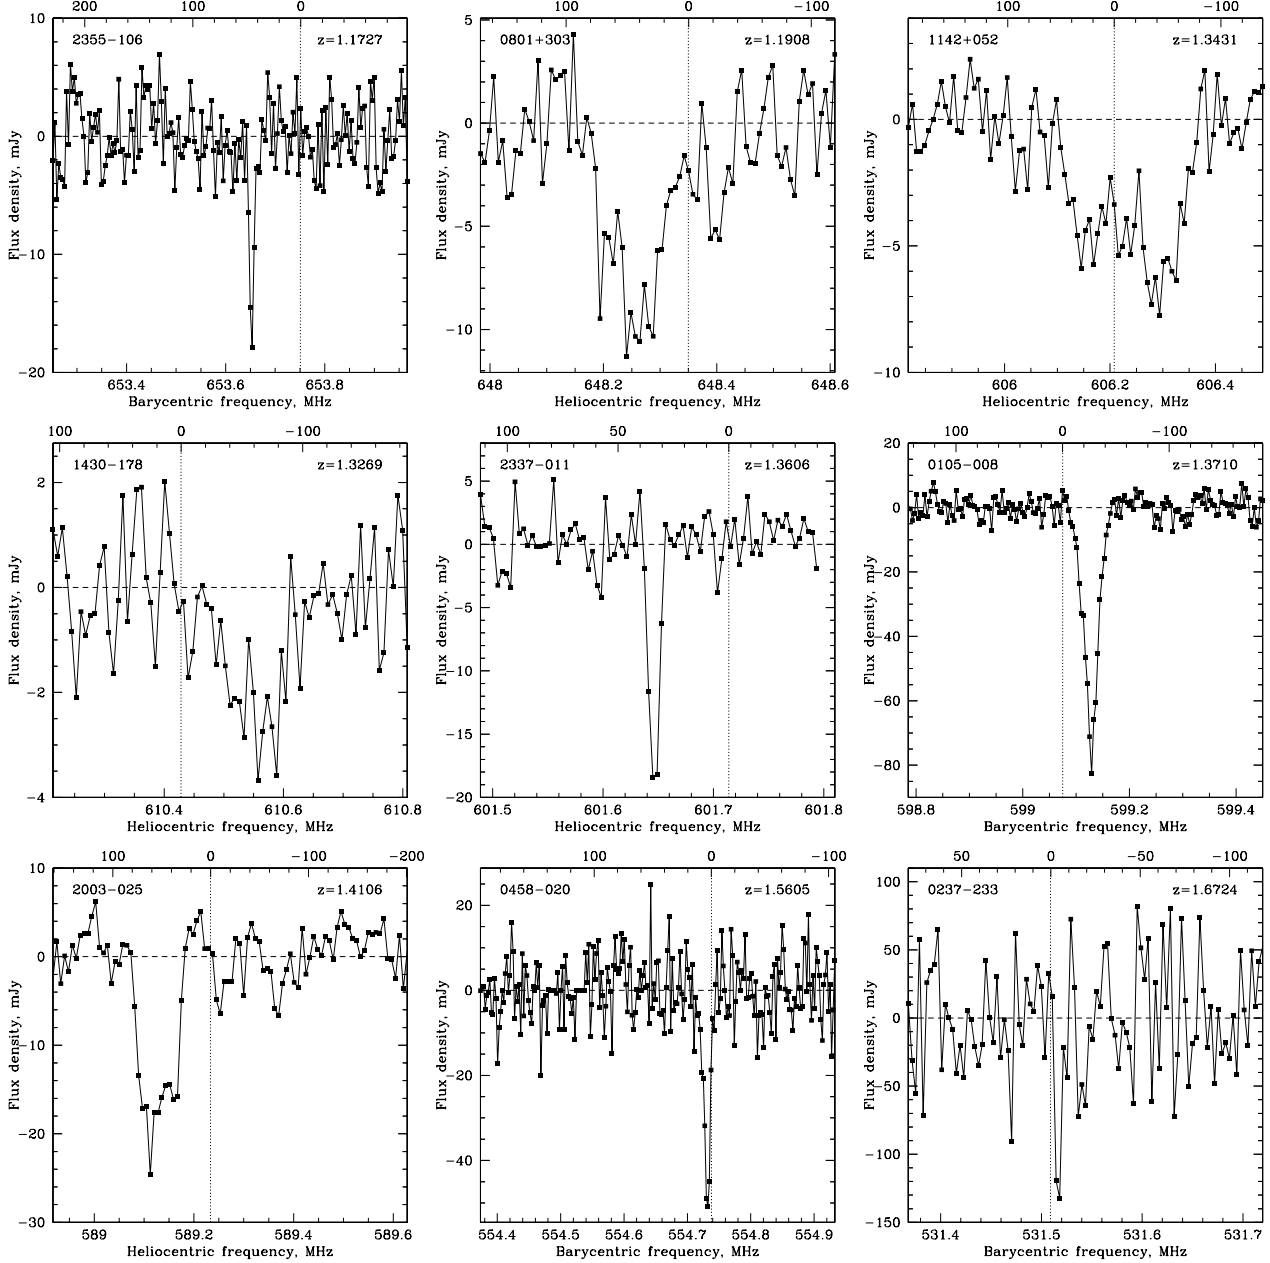 200 100 0
10 0 −10 −20
Flux density, mJy
2355−106 z=1.1727
653.4 653.6 653.8
Barycentric frequency, MHz
100 0 −100
5 0 −5 −10
Flux density, mJy
0801+303 z=1.1908
648 648.2 648.4 648.6
Heliocentric frequency, MHz
100 0 −100
0 −5 −10
Flux density, mJy
1142+052 z=1.3431
606 606.2 606.4
Heliocentric frequency, MHz
100 0 −100
2 0 −2 −4
Flux density, mJy
1430−178 z=1.3269
610.4 610.6 610.8
Heliocentric frequency, MHz
100 50 0
5 0 −5 −10 −15 −20
Flux density, mJy
2337−011 z=1.3606
601.5 601.6 601.7 601.8
Heliocentric frequency, MHz
100 0 −100
20 0 −20 −40 −60 −80
Flux density, mJy
0105−008 z=1.3710
598.8 599 599.2 599.4
Barycentric frequency, MHz
100 0 −100 −200
10 0 −10 −20 −30
Flux density, mJy
2003−025 z=1.4106
589 589.2 589.4 589.6
Heliocentric frequency, MHz
100 0 −100
20 0 −20 −40
Flux density, mJy
0458−020 z=1.5605
554.4 554.5 554.6 554.7 554.8 554.9
Barycentric frequency, MHz
50 0 −50 −100
100 50 0 −50 −100 −150
Flux density, mJy
0237−233 z=1.6724
531.4 531.5 531.6 531.7
Barycentric frequency, MHz